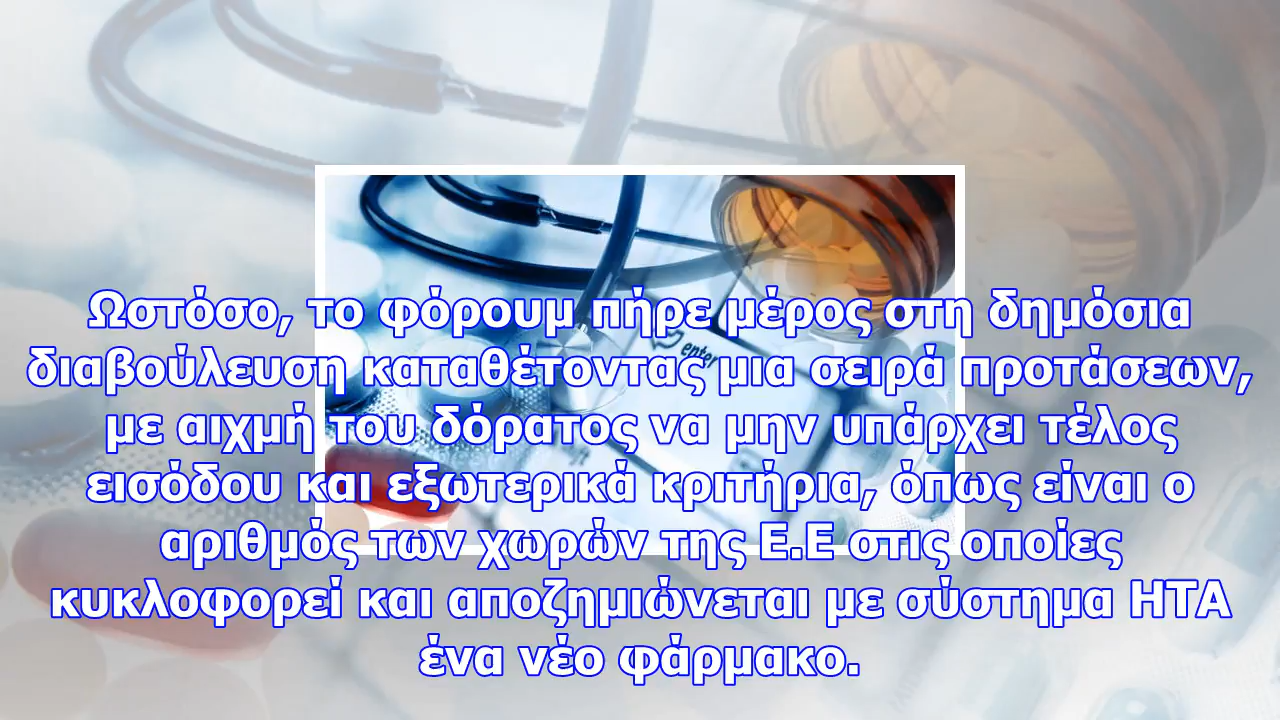 Ωστόσο, το φόρουμ πήρε μέρος στη δημόσια
διαβούλευση καταθέτοντας μια σειρά προτάσεων,
με αιχμή του δόρατος να μην υπάρχει τέλος
εισόδου και εξωτερικά κριτήρια, όπως είναι ο
αριθμός των χωρών της Ε.Ε στις οποίες
κυκλοφορεί και αποζημιώνεται με σύστημα HTA
ένα νέο φάρμακο.
enter